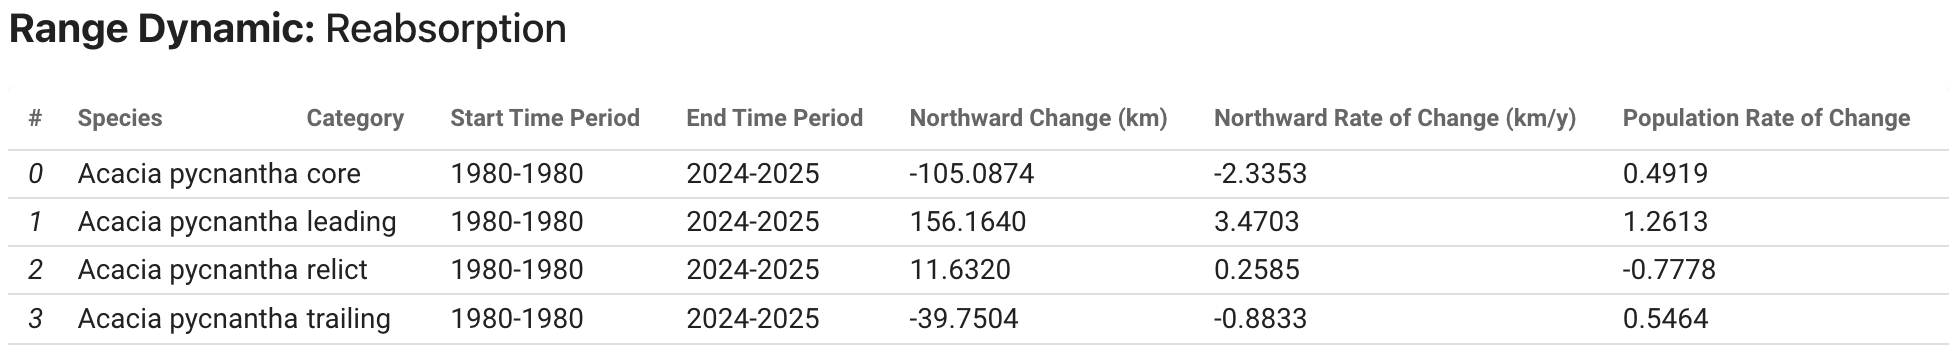 Range Dynamic: Reabsorption
# Species Category Start Time Period End Time Period Northward Change (km) Northward Rate of Change (km/y) Population Rate of Change
0 Acacia pycnantha core 1980-1980 2024-2025 -105.0874 -2.3353 0.4919
1 Acacia pycnantha leading 1980-1980 2024-2025 156.1640 3.4703 1.2613
2 Acacia pycnantha relict 1980-1980 2024-2025 11.6320 0.2585 -0.7778
3 Acacia pycnantha trailing 1980-1980 2024-2025 -39.7504 -0.8833 0.5464